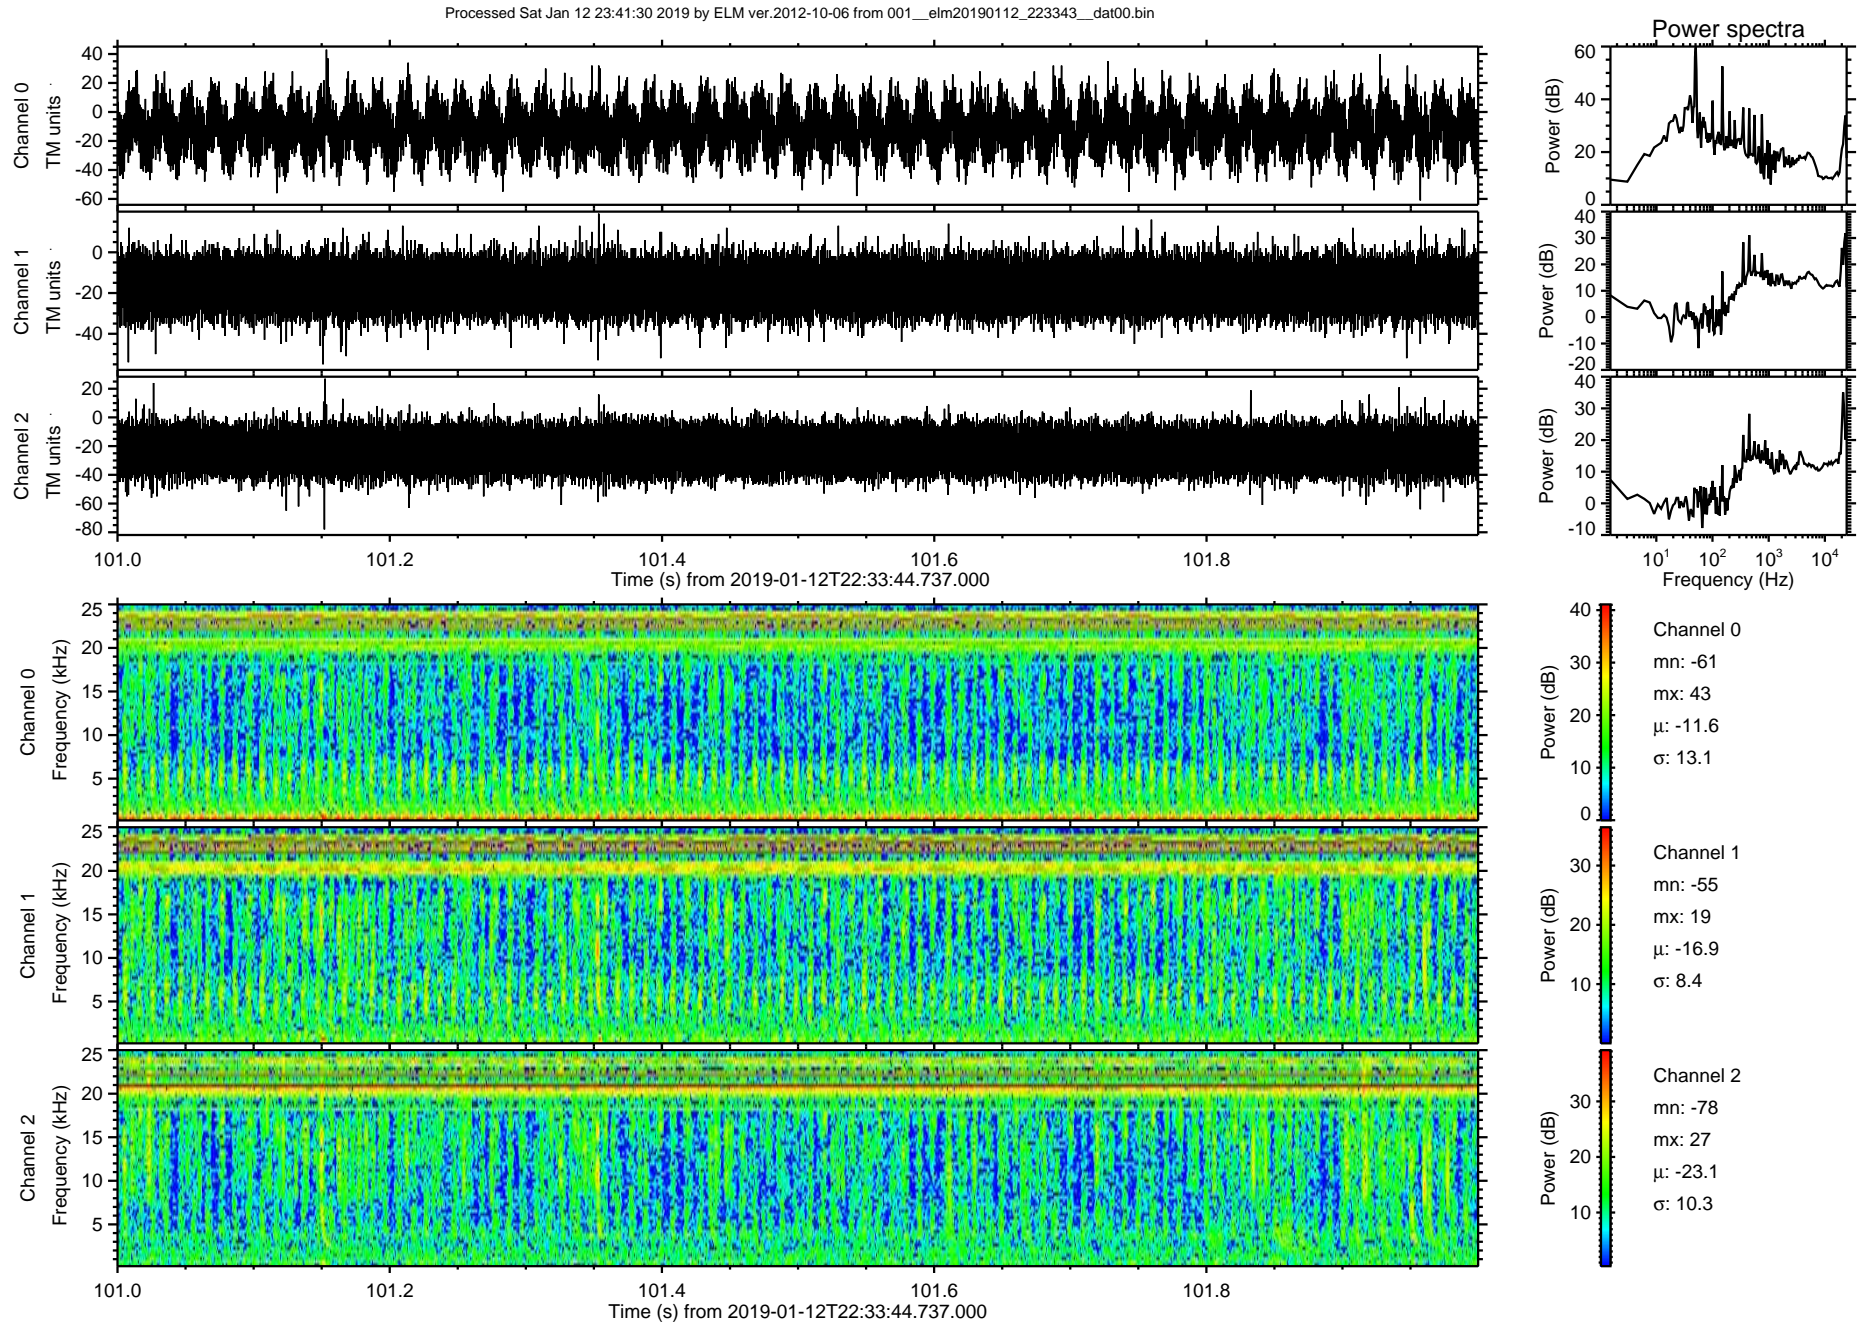 Processed Sat Jan 12 23:41:30 2019 by ELM ver.2012-10-06 from 001__elm20190112_223343__dat00.bin
Power spectra
Channel 0
TM units
40
20
0
-20
-40
-60
Power (dB)
60
40
20
0
Channel 1
TM units
0
-20
-40
Power (dB)
40
30
20
10
0
-10
-20
Channel 2
TM units
20
0
-20
-40
-60
-80
Power (dB)
40
30
20
10
0
-10
101.0 101.2 101.4 101.6 101.8
Time (s) from 2019-01-12T22:33:44.737.000
10^1 10^2 10^3 10^4
Frequency (Hz)
Channel 0
Frequency (kHz)
25
20
15
10
5
Power (dB)
40
30
20
10
0
Channel 0
mn: -61
mx: 43
μ: -11.6
σ: 13.1
Channel 1
Frequency (kHz)
25
20
15
10
5
Power (dB)
30
20
10
Channel 1
mn: -55
mx: 19
μ: -16.9
σ: 8.4
Channel 2
Frequency (kHz)
25
20
15
10
5
Power (dB)
30
20
10
Channel 2
mn: -78
mx: 27
μ: -23.1
σ: 10.3
101.0 101.2 101.4 101.6 101.8
Time (s) from 2019-01-12T22:33:44.737.000